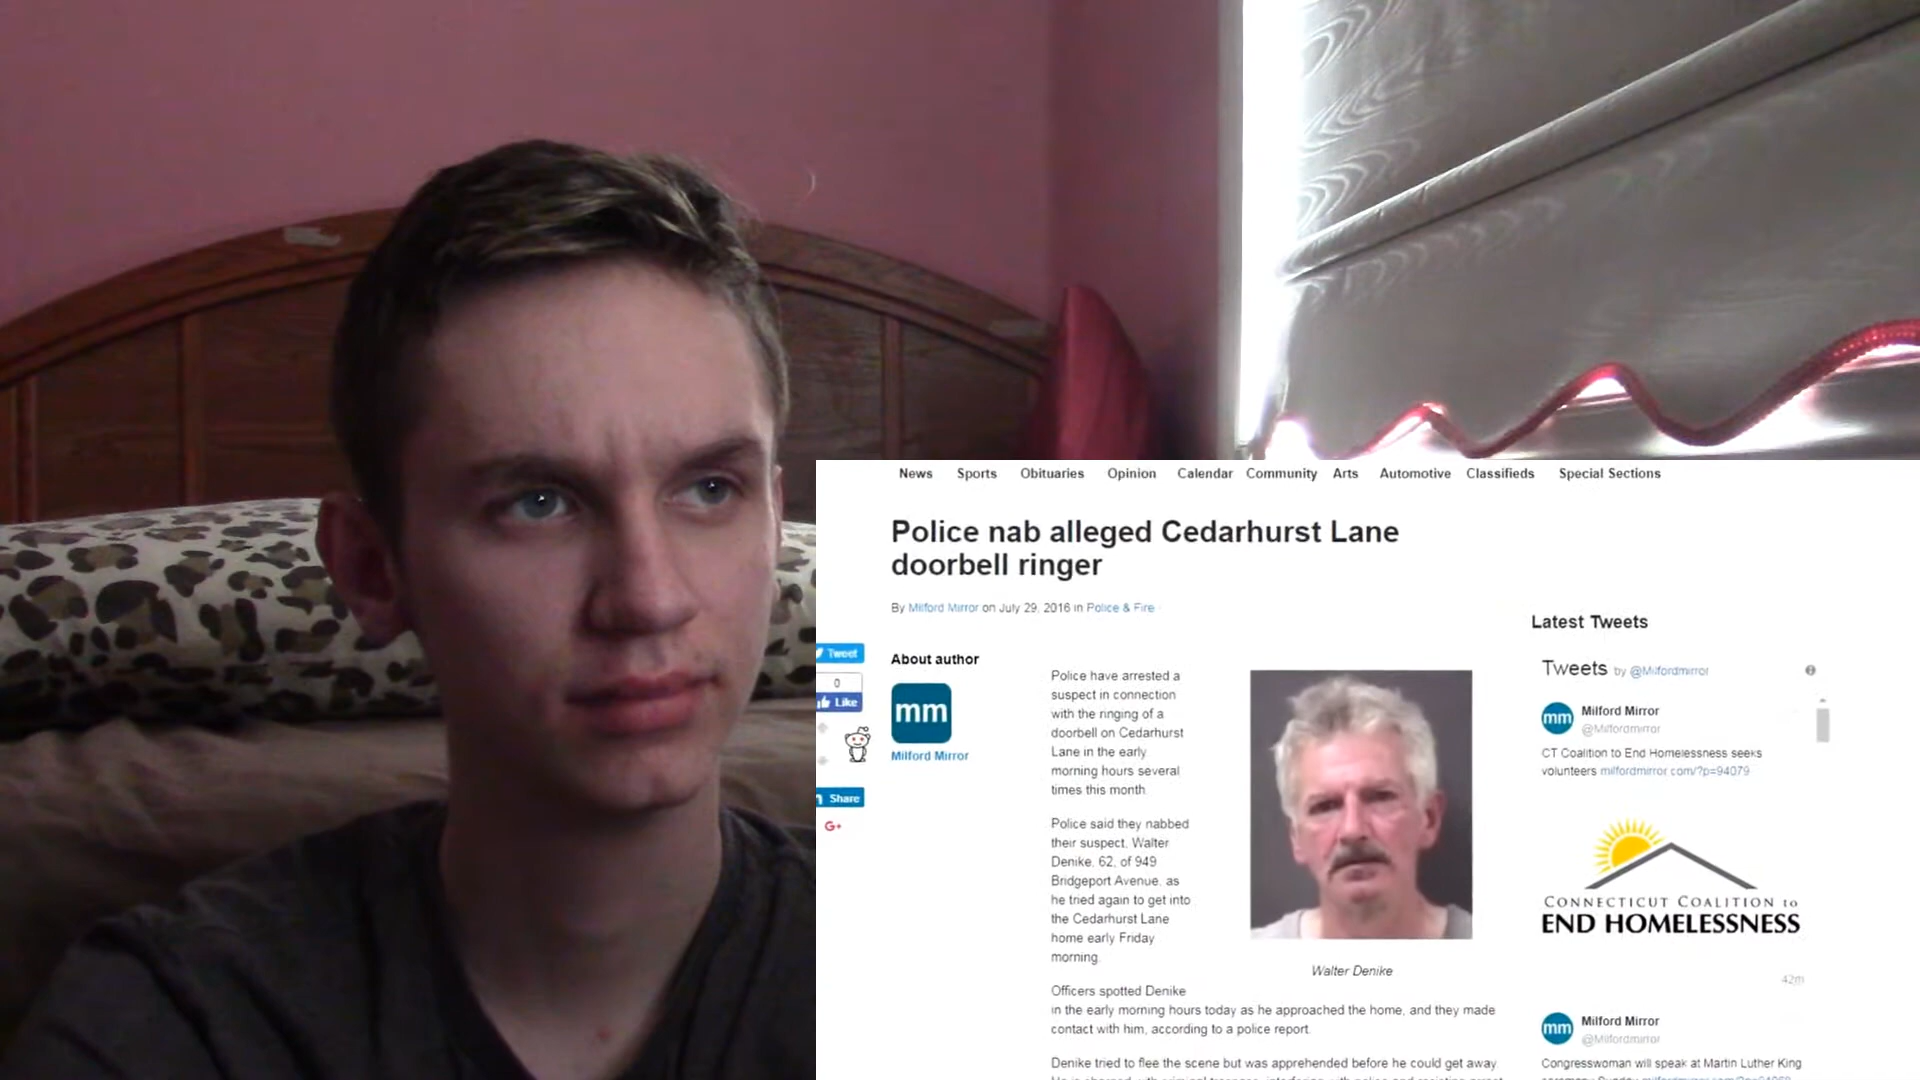 News Sports Obituaries Opinion Calendar Community Arts Automotive Classifieds Special Sections
Police nab alleged Cedarhurst Lane
doorbell ringer
By Milford Mirror on July 29, 2016 in Police & Fire
Tweet
0
Like
Share
G+
About author
mm
Milford Mirror
Police have arrested a
suspect in connection
with the ringing of a
doorbell on Cedarhurst
Lane in the early
morning hours several
times this month.
Police said they nabbed
their suspect, Walter
Denike, 62, of 949
Bridgeport Avenue, as
he tried again to get into
the Cedarhurst Lane
home early Friday
morning.
Walter Denike
Officers spotted Denike
in the early morning hours today as he approached the home, and they made
contact with him, according to a police report.
Denike tried to flee the scene but was apprehended before he could get away.
Latest Tweets
Tweets by @Milfordmirror
mm
Milford Mirror
@Milfordmirror
CT Coalition to End Homelessness seeks
volunteers milfordmirror.com/?p=94079
CONNECTICUT COALITION to
END HOMELESSNESS
42m
mm
Milford Mirror
@Milfordmirror
Congresswoman will speak at Martin Luther King